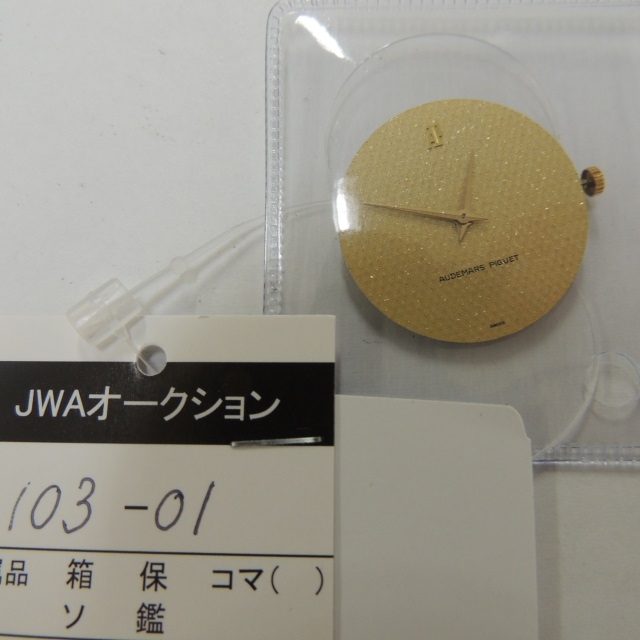 AUDEMARS PIGUET
JWAオークション
103-01
属品 箱 保 コマ( )
ソ 鑑